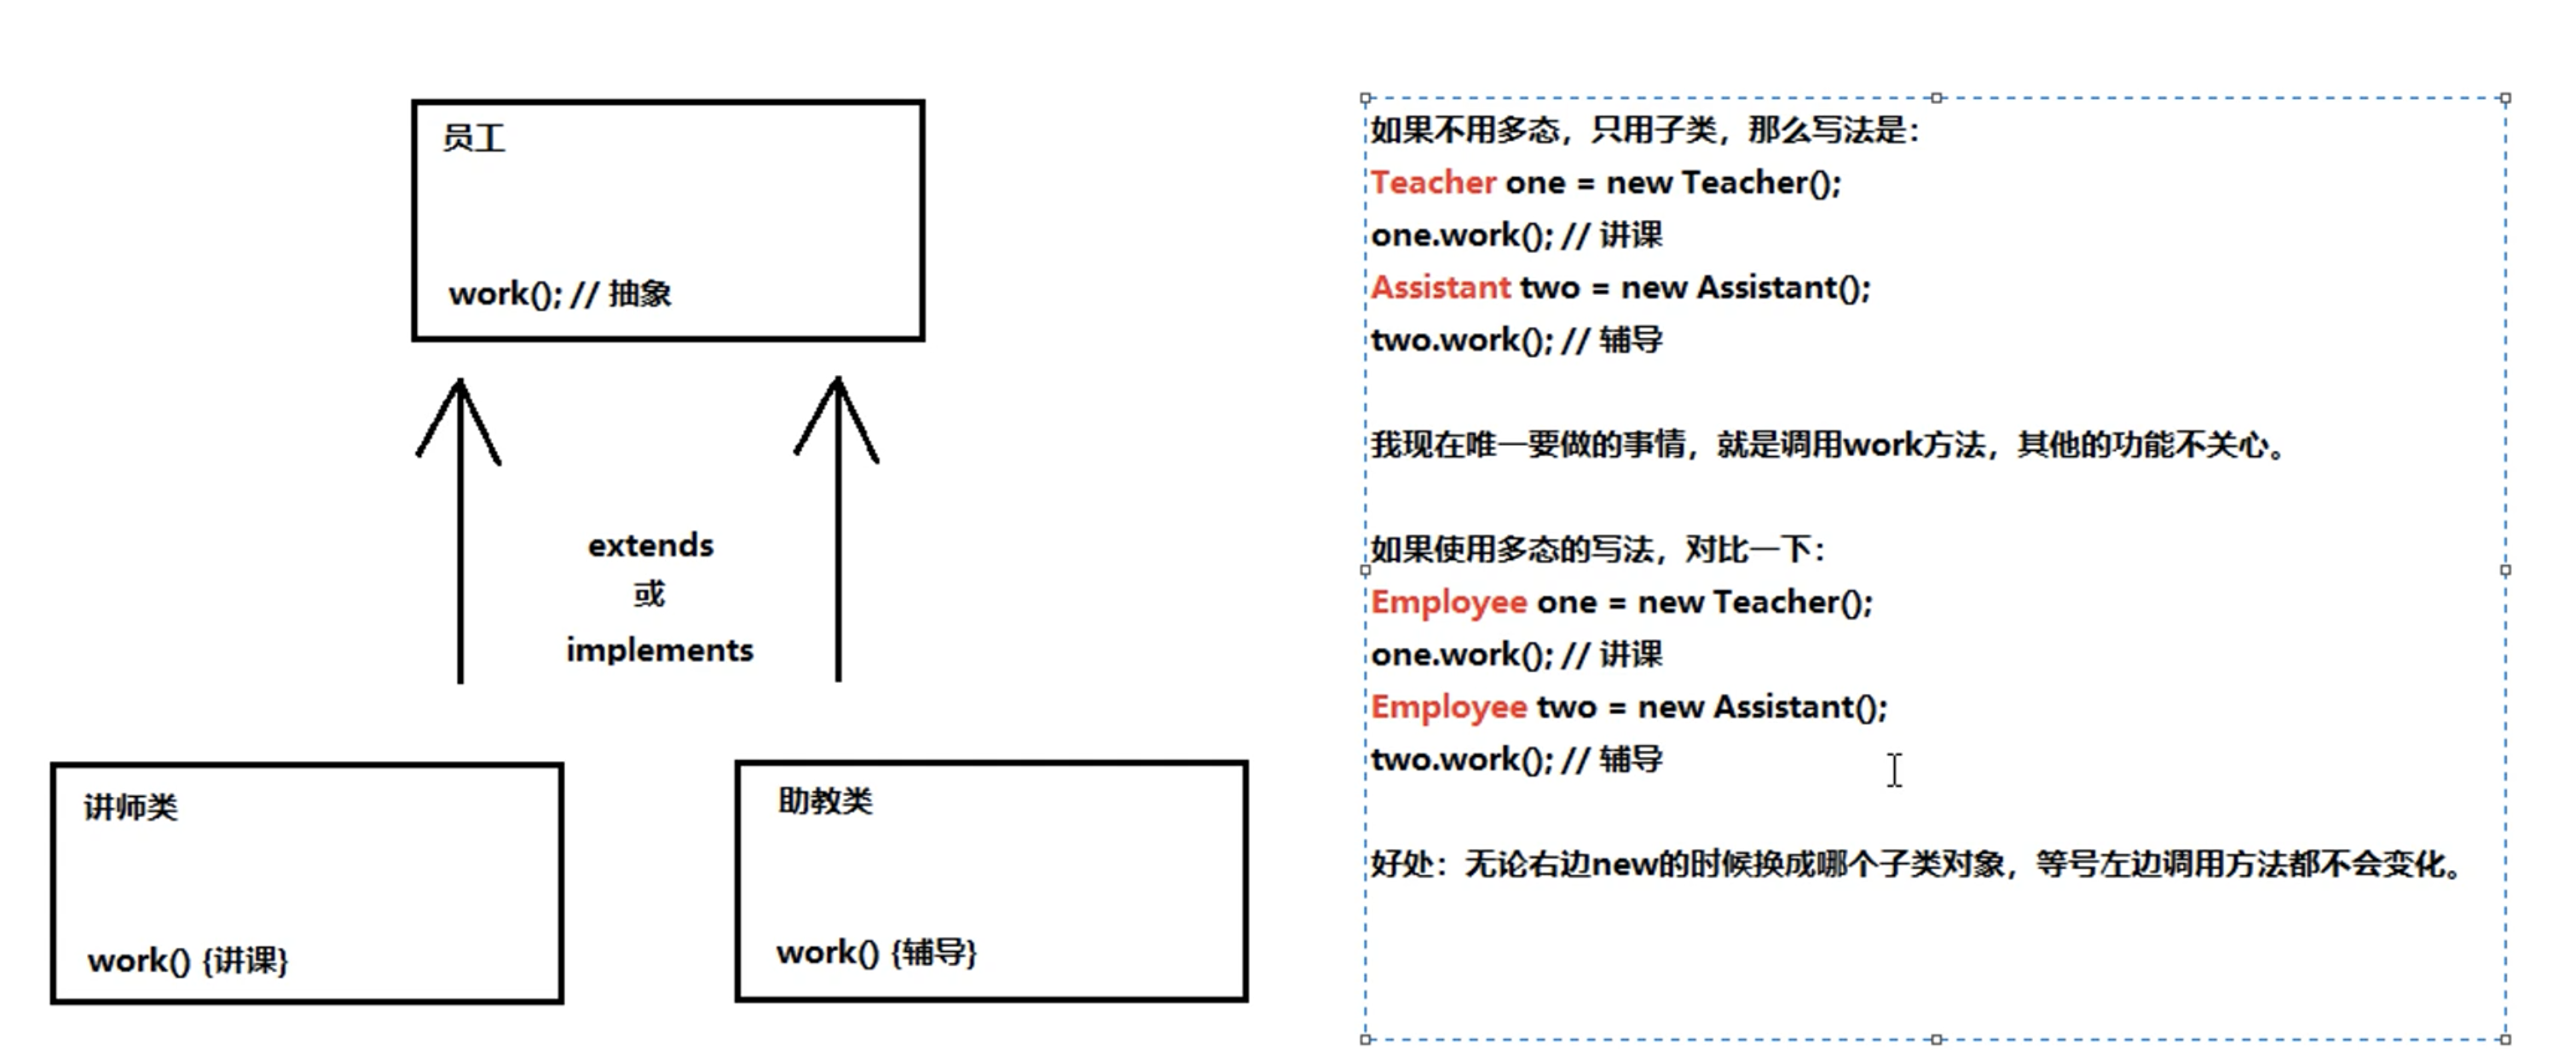 员工
work(); // 抽象
extends
或
implements
讲师类
work() {讲课}
助教类
work() {辅导}
如果不用多态，只用子类，那么写法是：
Teacher one = new Teacher();
one.work(); // 讲课
Assistant two = new Assistant();
two.work(); // 辅导
我现在唯一要做的事情，就是调用work方法，其他的功能不关心。
如果使用多态的写法，对比一下：
Employee one = new Teacher();
one.work(); // 讲课
Employee two = new Assistant();
two.work(); // 辅导
好处：无论右边new的时候换成哪个子类对象，等号左边调用方法都不会变化。